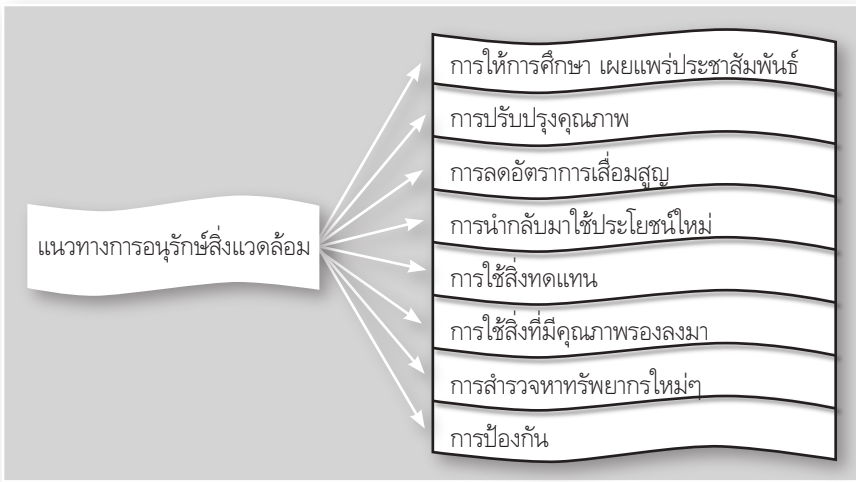 แนวทางการอนุรักษ์สิ่งแวดล้อม
การให้การศึกษา เผยแพร่ประชาสัมพันธ์
การปรับปรุงคุณภาพ
การลดอัตราการเสื่อมสูญ
การนำกลับมาใช้ประโยชน์ใหม่
การใช้สิ่งทดแทน
การใช้สิ่งที่มีคุณภาพรองลงมา
การสำรวจหาทรัพยากรใหม่ๆ
การป้องกัน